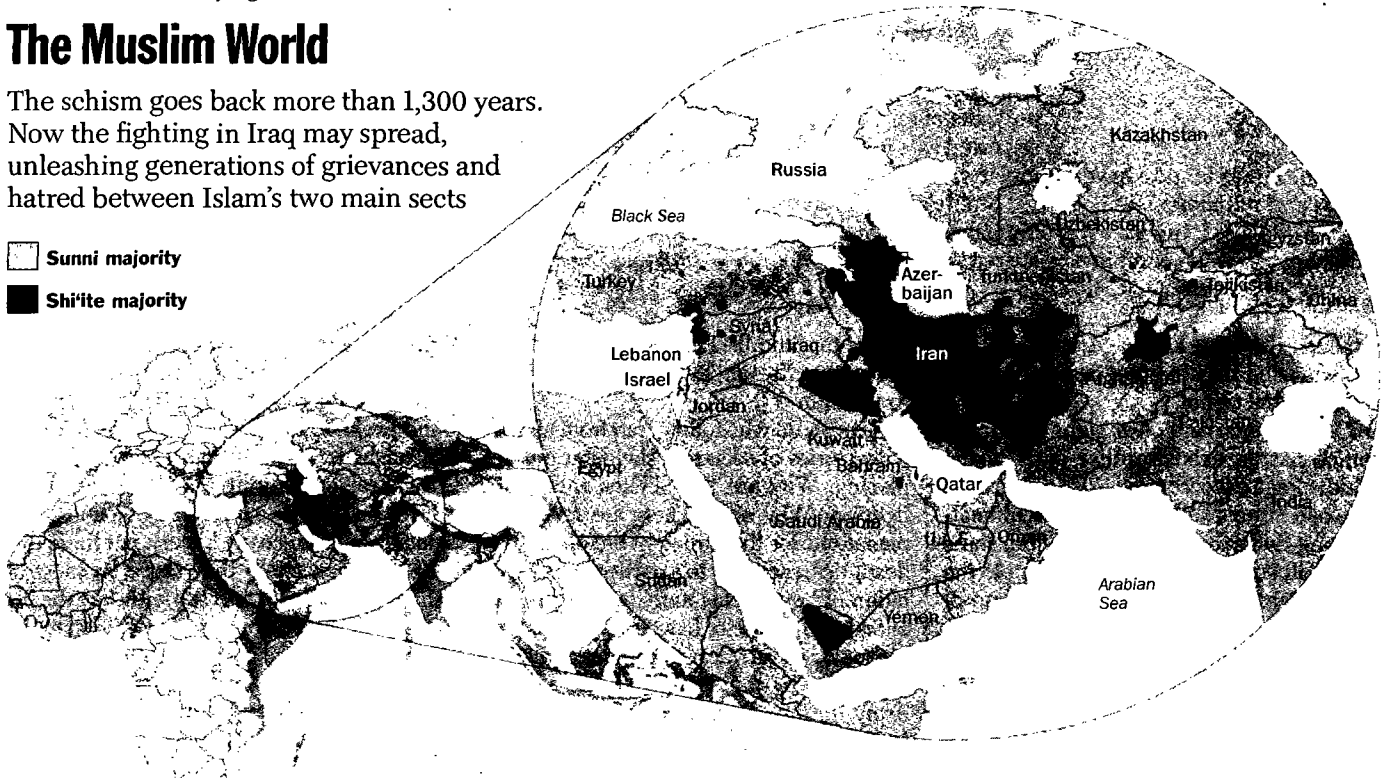 The Muslim World
The schism goes back more than 1,300 years.
Now the fighting in Iraq may spread,
unleashing generations of grievances and
hatred between Islam's two main sects
Sunni majority
Shi'ite majority
Kazakhstan
Russia
Black Sea
Uzbekistan
Turkey
Azer-
baijan
Tajikistan
China
Syria
Lebanon
Iraq
Iran
Israel
Jordan
Kuwait
Egypt
Bahrain
Qatar
India
Saudi Arabia
Oman
Sudan
Arabian
Sea
Yemen